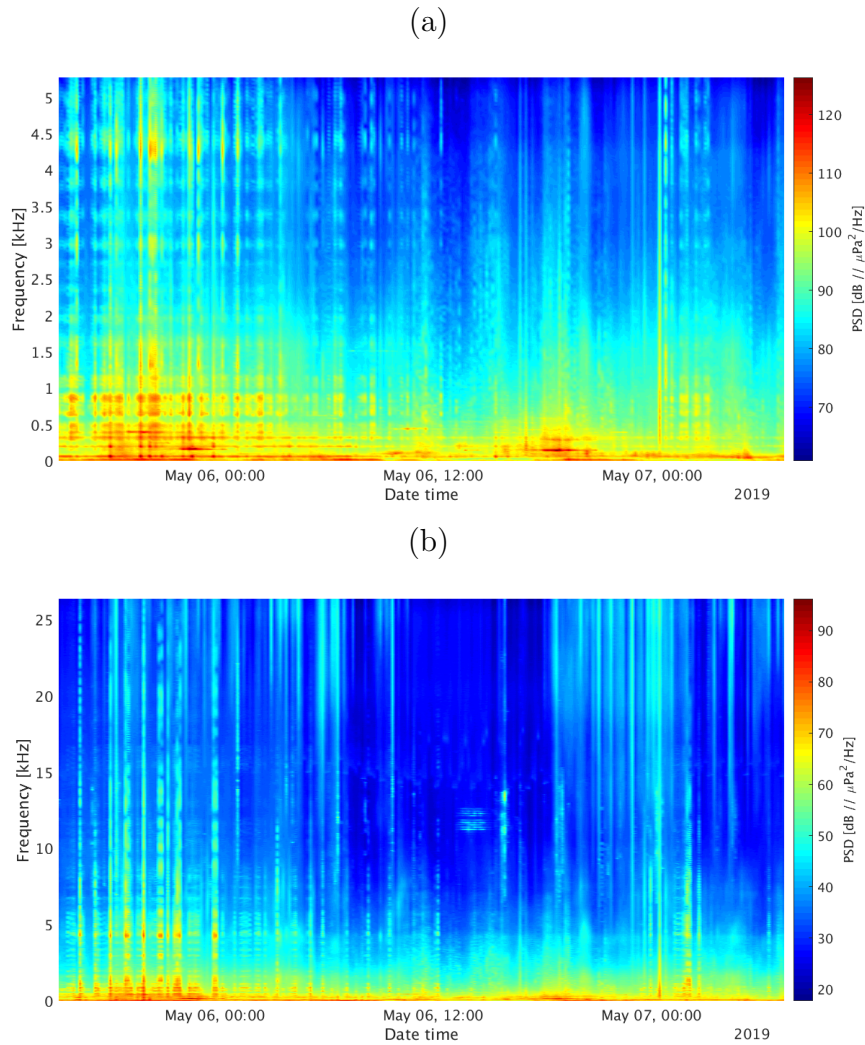 (a)
5
4.5
4
3.5
3
2.5
2
1.5
1
0.5
0
Frequency [kHz]
May 06, 00:00
May 06, 12:00
May 07, 00:00
Date time
2019
120
110
100
90
80
70
PSD [dB // μPa²/Hz]
(b)
25
20
15
10
5
0
Frequency [kHz]
May 06, 00:00
May 06, 12:00
May 07, 00:00
Date time
2019
90
80
70
60
50
40
30
20
PSD [dB // μPa²/Hz]